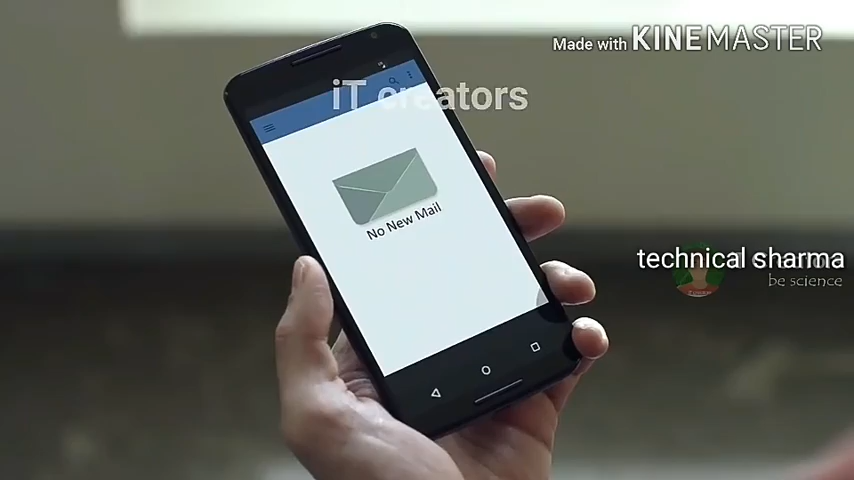 Made with KINEMASTER
iT creators
No New Mail
technical sharma
be science